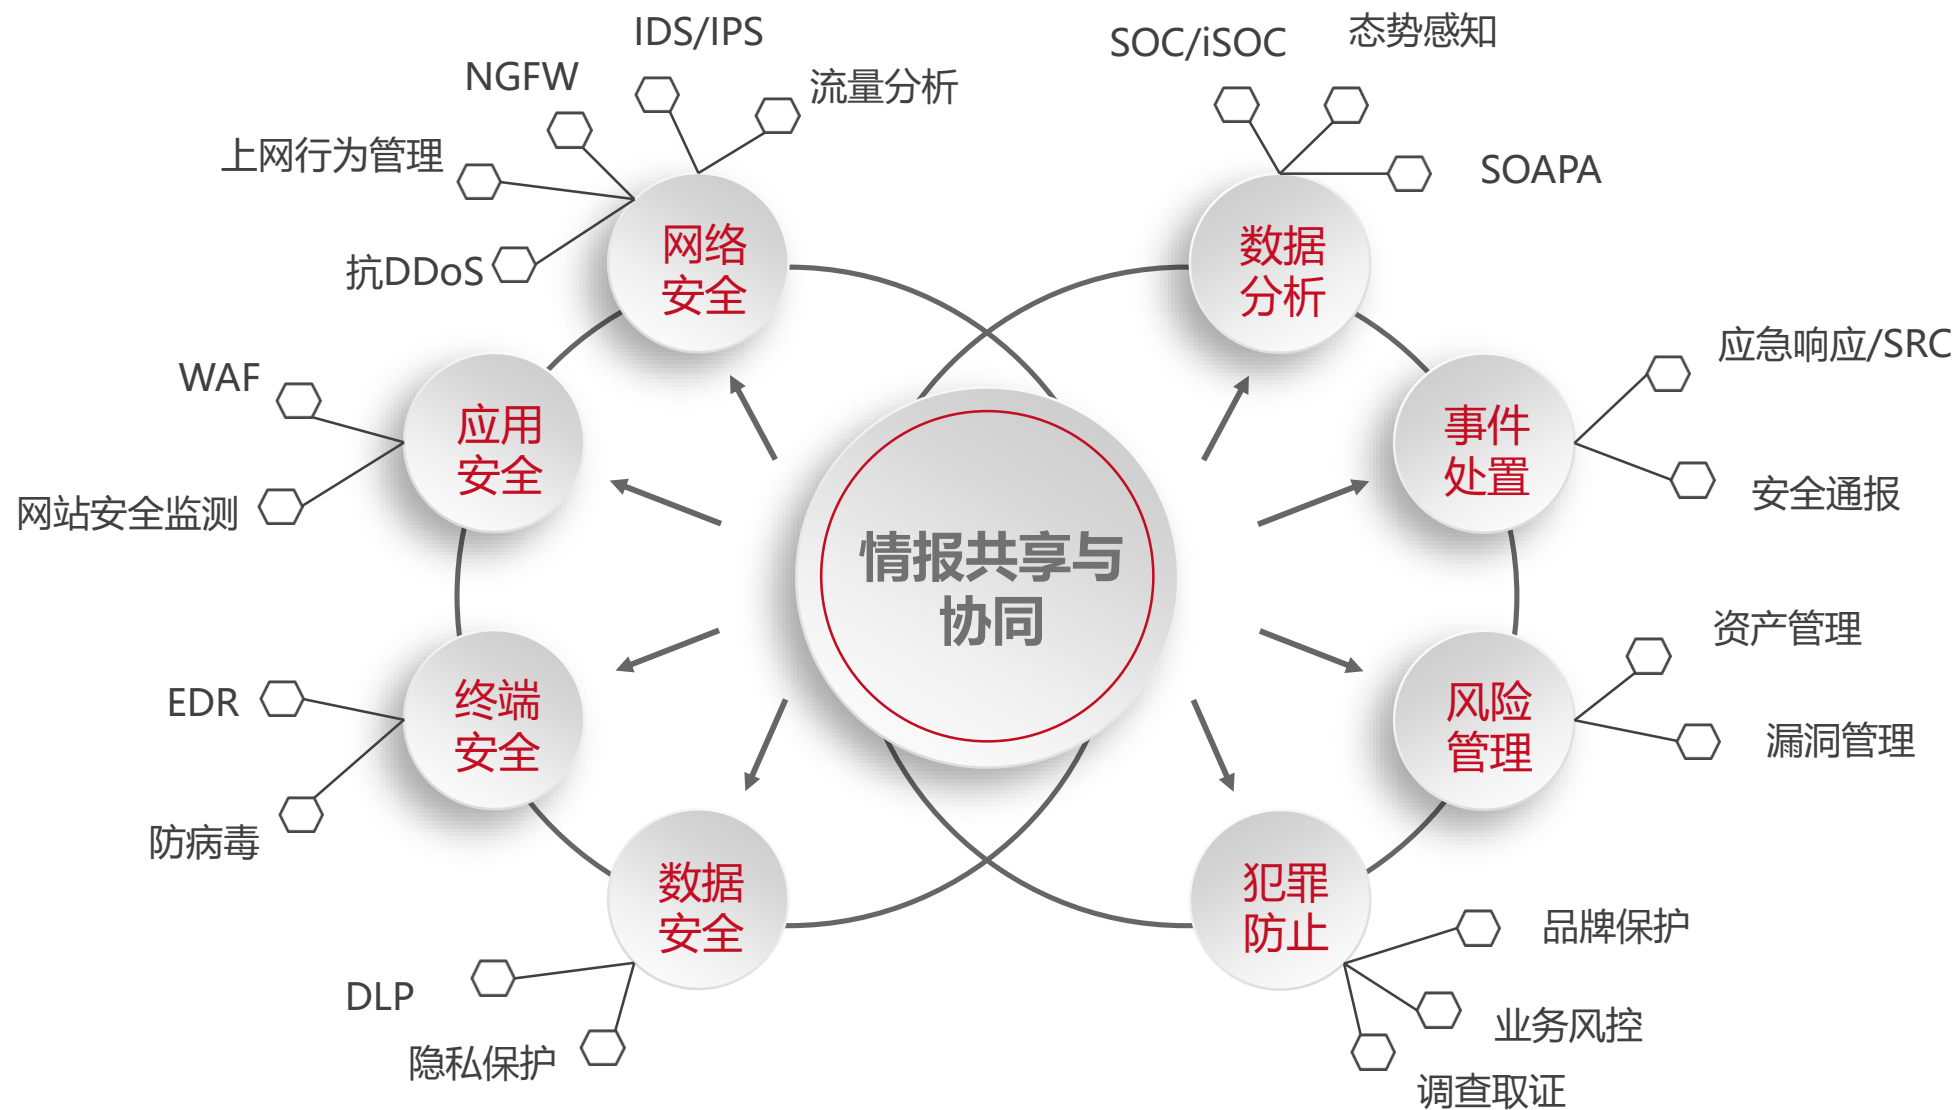 IDS/IPS
NGFW
流量分析
上网行为管理
抗DDoS
网络
安全
WAF
网站安全监测
应用
安全
EDR
防病毒
终端
安全
DLP
隐私保护
数据
安全
情报共享与
协同
SOC/iSOC
态势感知
SOAPA
数据
分析
应急响应/SRC
安全通报
事件
处置
资产管理
漏洞管理
风险
管理
品牌保护
业务风控
调查取证
犯罪
防止